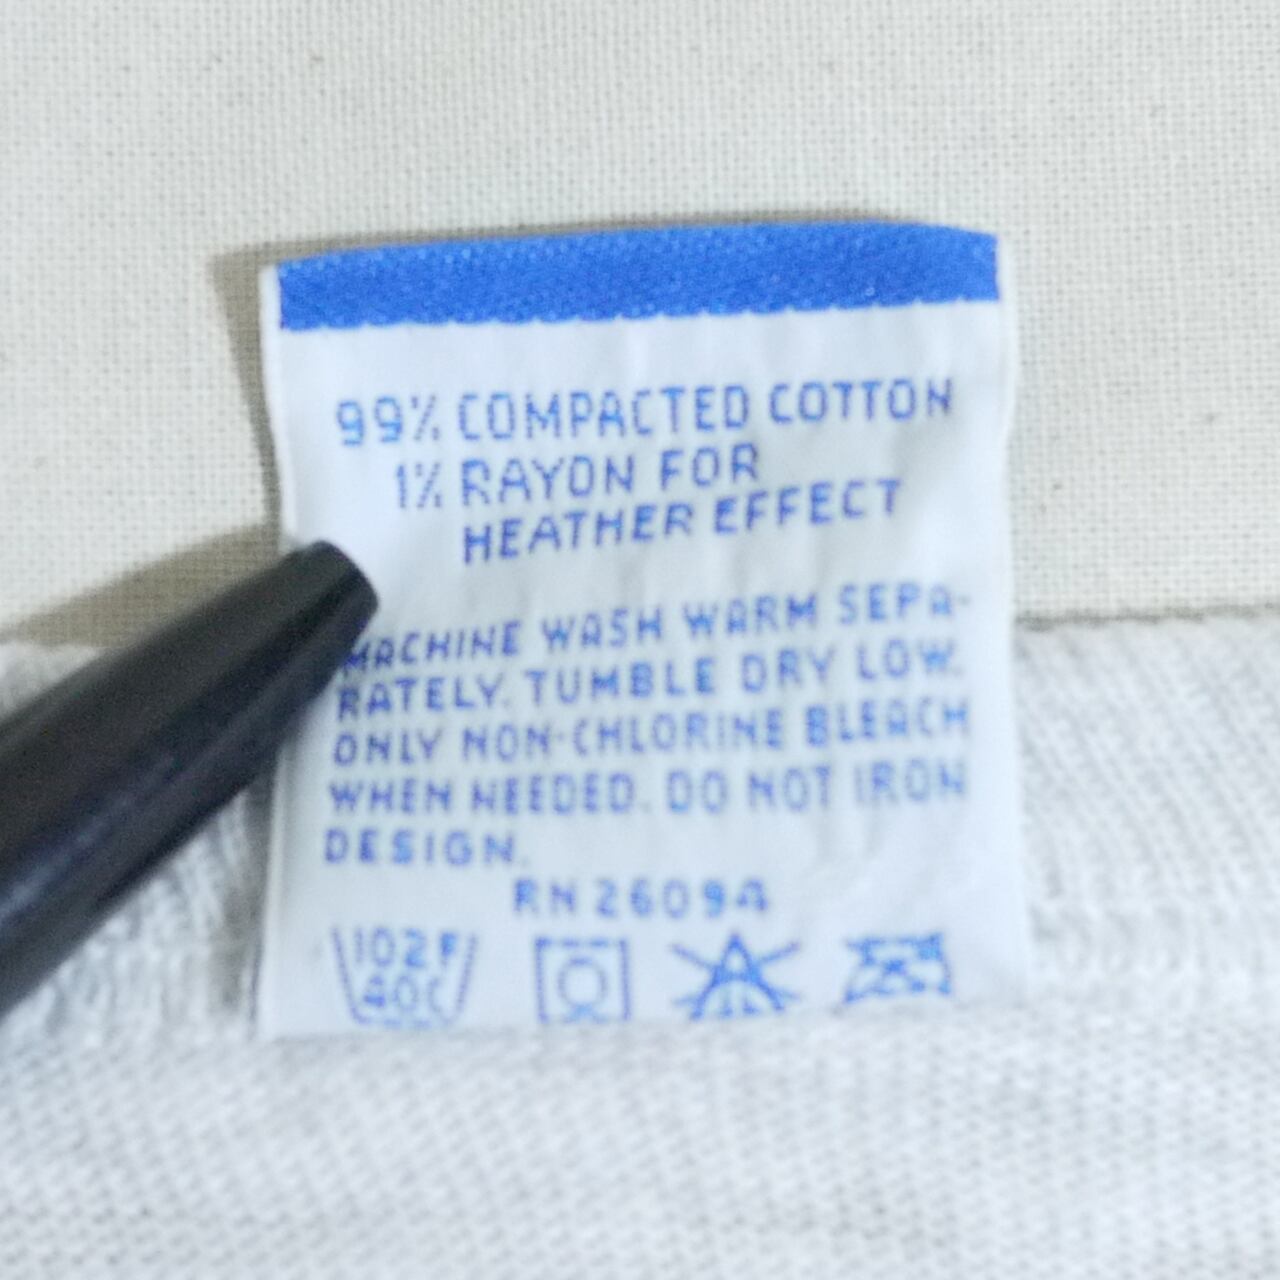 99% COMPACTED COTTON
1% RAYON FOR
HEATHER EFFECT
MACHINE WASH WARM SEPA-
RATELY. TUMBLE DRY LOW.
ONLY NON-CHLORINE BLEACH
WHEN NEEDED. DO NOT IRON
DESIGN.
RN 26094
102F
40C